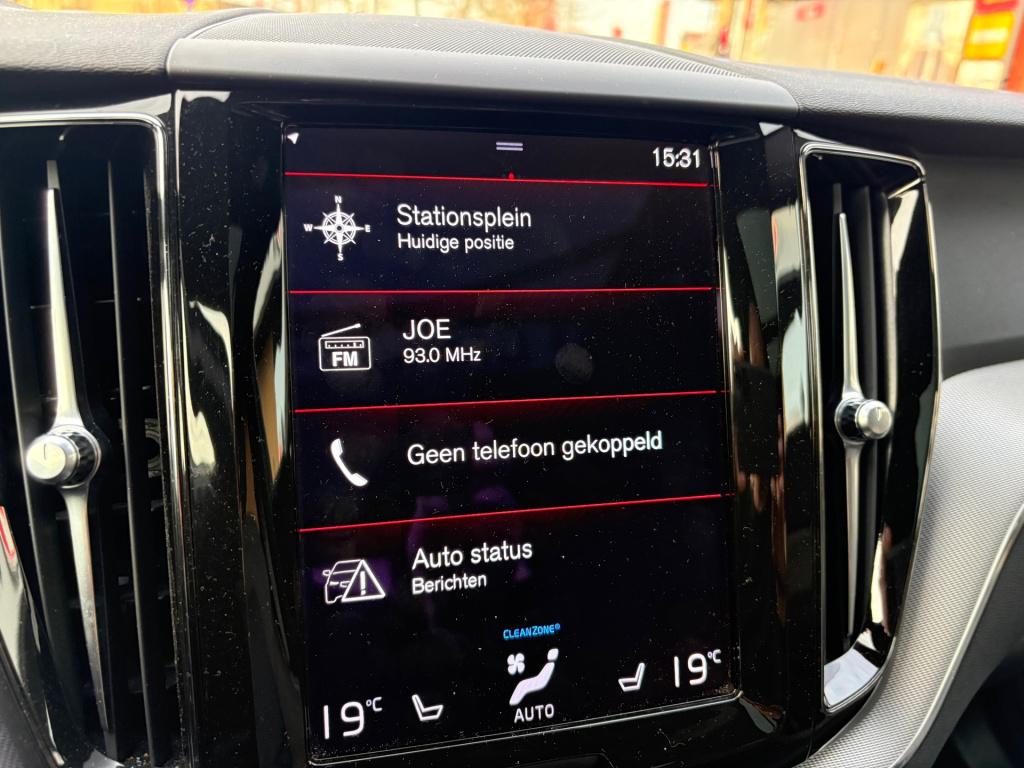 15:31
N
W E
S
Stationsplein
Huidige positie
FM
JOE
93.0 MHz
Geen telefoon gekoppeld
Auto status
Berichten
CLEANZONE®
19°C
AUTO
19°C